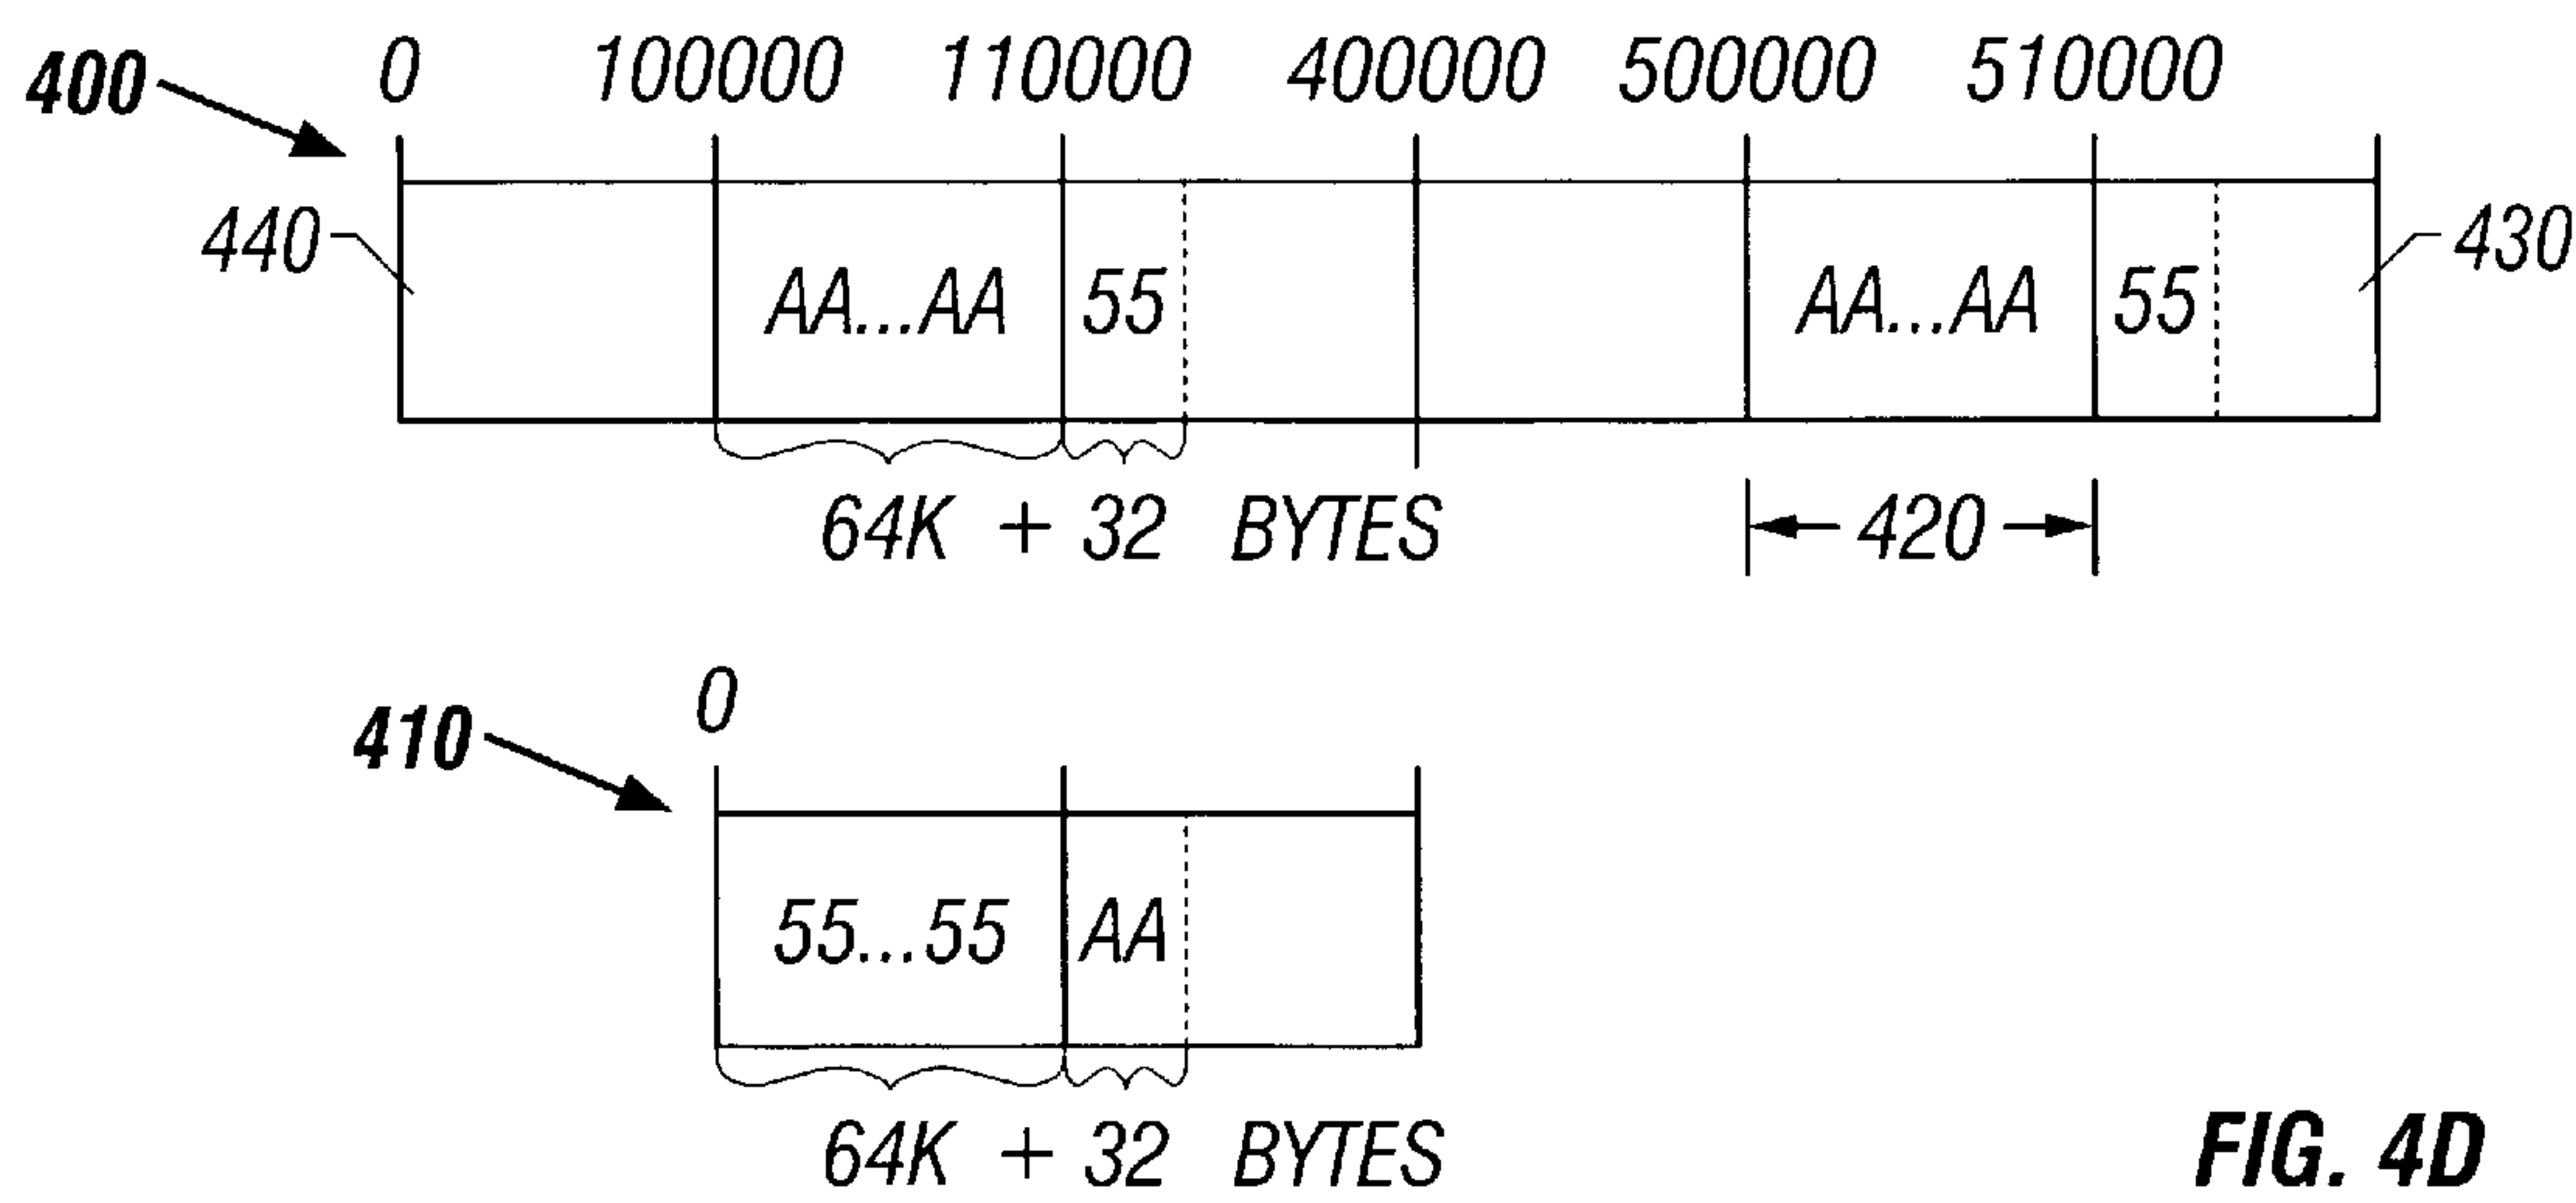 400 0 100000 110000 400000 500000 510000
440 AA...AA 55 AA...AA 55 430
64K + 32 BYTES 420
0
410
55...55 AA
64K + 32 BYTES
FIG. 4D